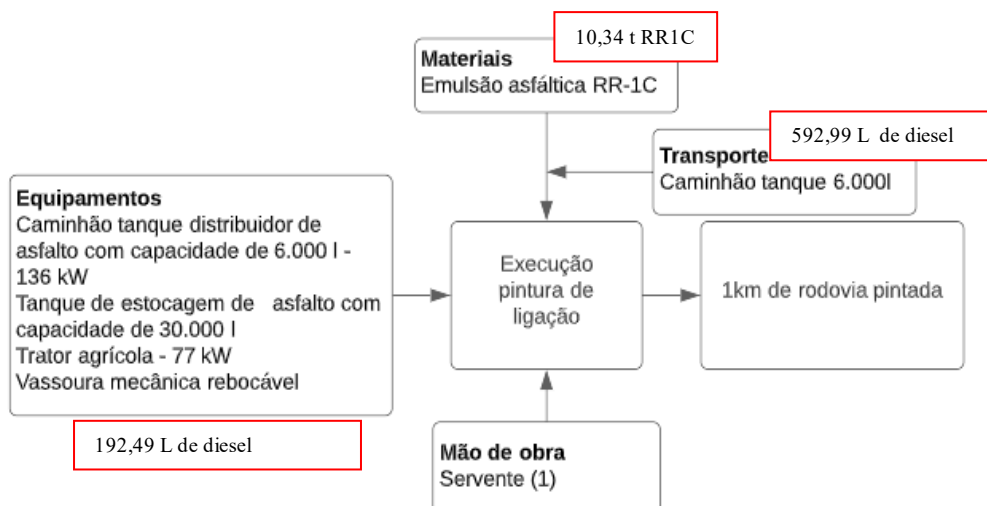 10,34 t RR1C
Materiais
Emulsão asfáltica RR-1C
592,99 L de diesel
Transporte
Caminhão tanque 6.000l
Equipamentos
Caminhão tanque distribuidor de
asfalto com capacidade de 6.000 l -
136 kW
Tanque de estocagem de asfalto com
capacidade de 30.000 l
Trator agrícola - 77 kW
Vassoura mecânica rebocável
Execução
pintura de
ligação
1km de rodovia pintada
192,49 L de diesel
Mão de obra
Servente (1)